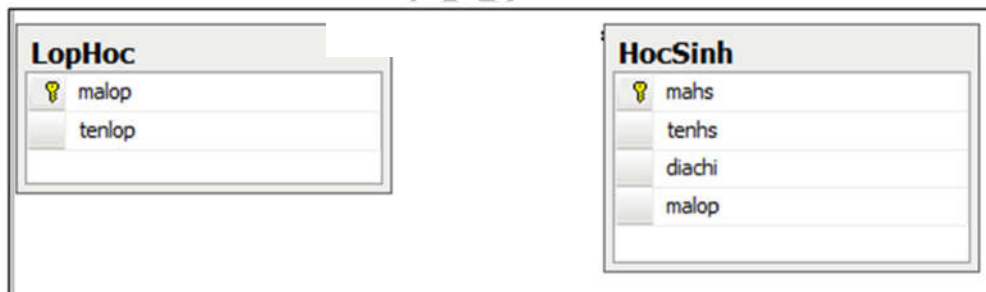 LopHoc
malop
tenlop
HocSinh
mahs
tenhs
diachi
malop